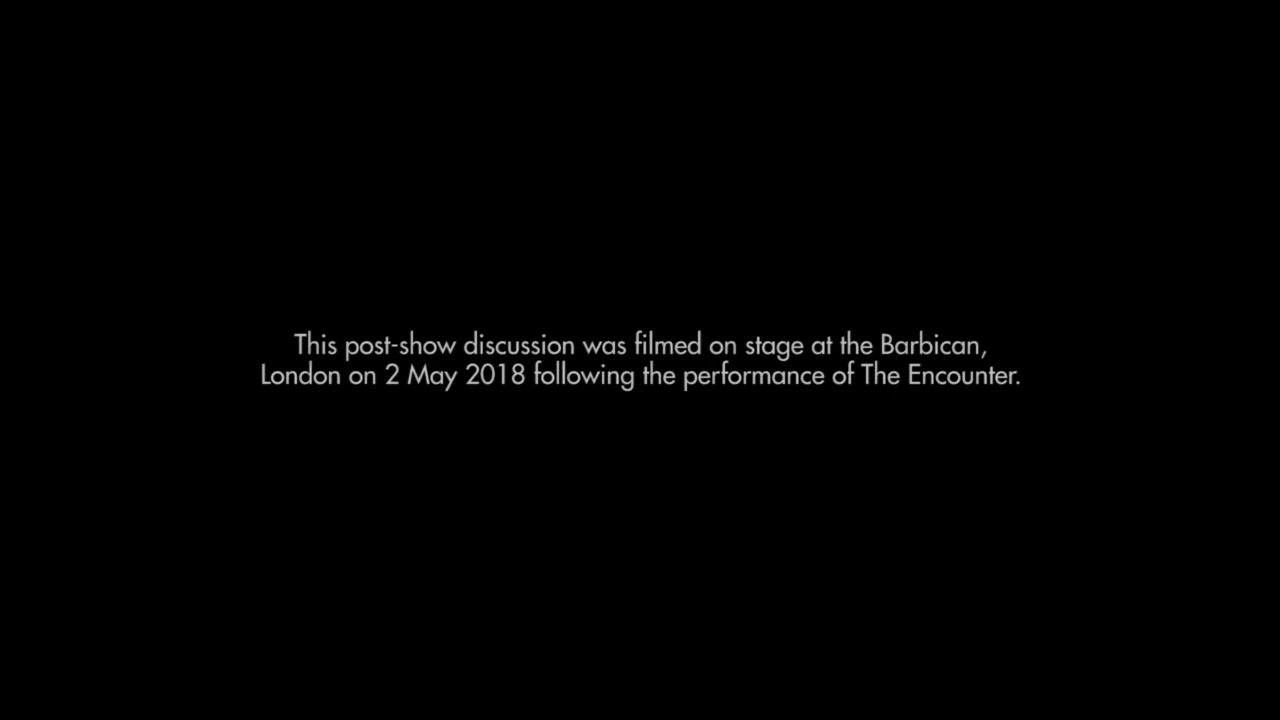 This post-show discussion was filmed on stage at the Barbican,
London on 2 May 2018 following the performance of The Encounter.